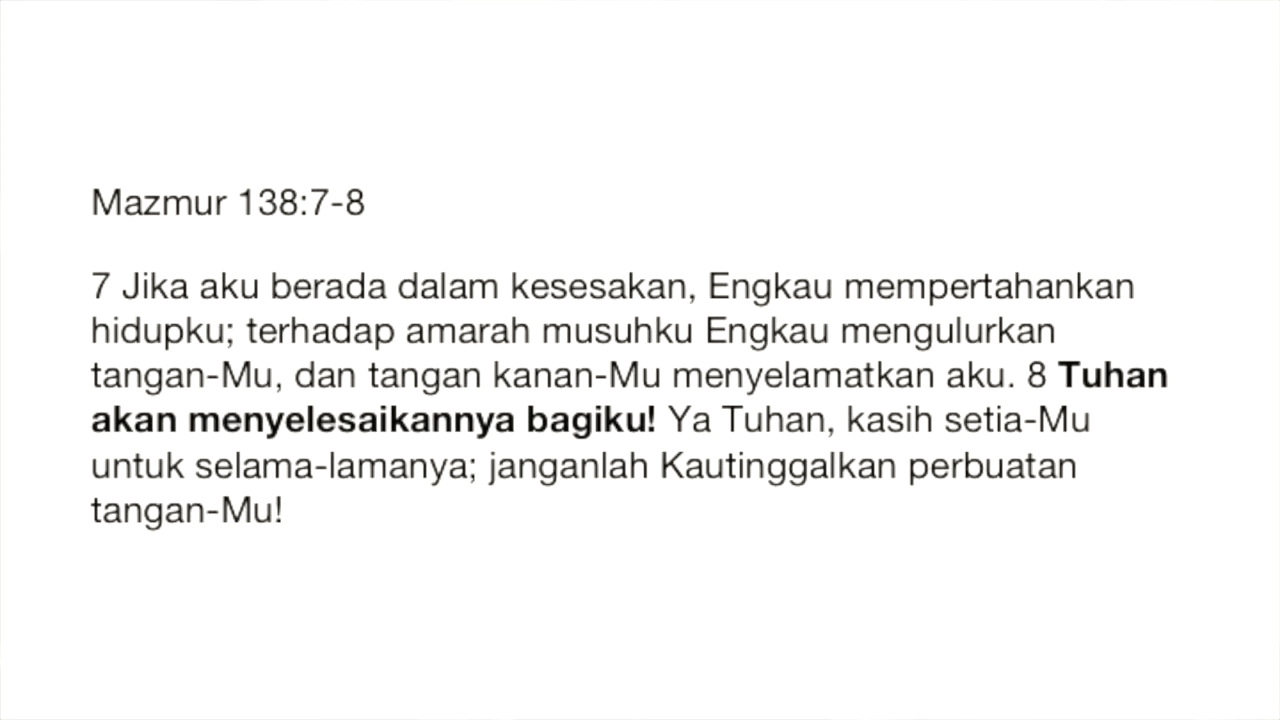 Mazmur 138:7-8
7 Jika aku berada dalam kesesakan, Engkau mempertahankan
hidupku; terhadap amarah musuhku Engkau mengulurkan
tangan-Mu, dan tangan kanan-Mu menyelamatkan aku. 8 Tuhan
akan menyelesaikannya bagiku! Ya Tuhan, kasih setia-Mu
untuk selama-lamanya; janganlah Kautinggalkan perbuatan
tangan-Mu!